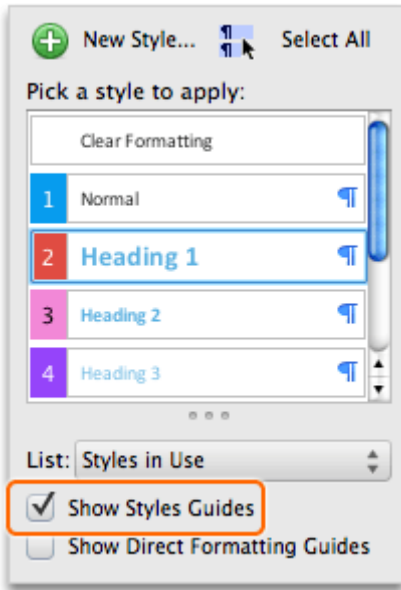 New Style... Select All
Pick a style to apply:
Clear Formatting
1 Normal ¶
2 Heading 1 ¶
3 Heading 2 ¶
4 Heading 3 ¶
List: Styles in Use
Show Styles Guides
Show Direct Formatting Guides